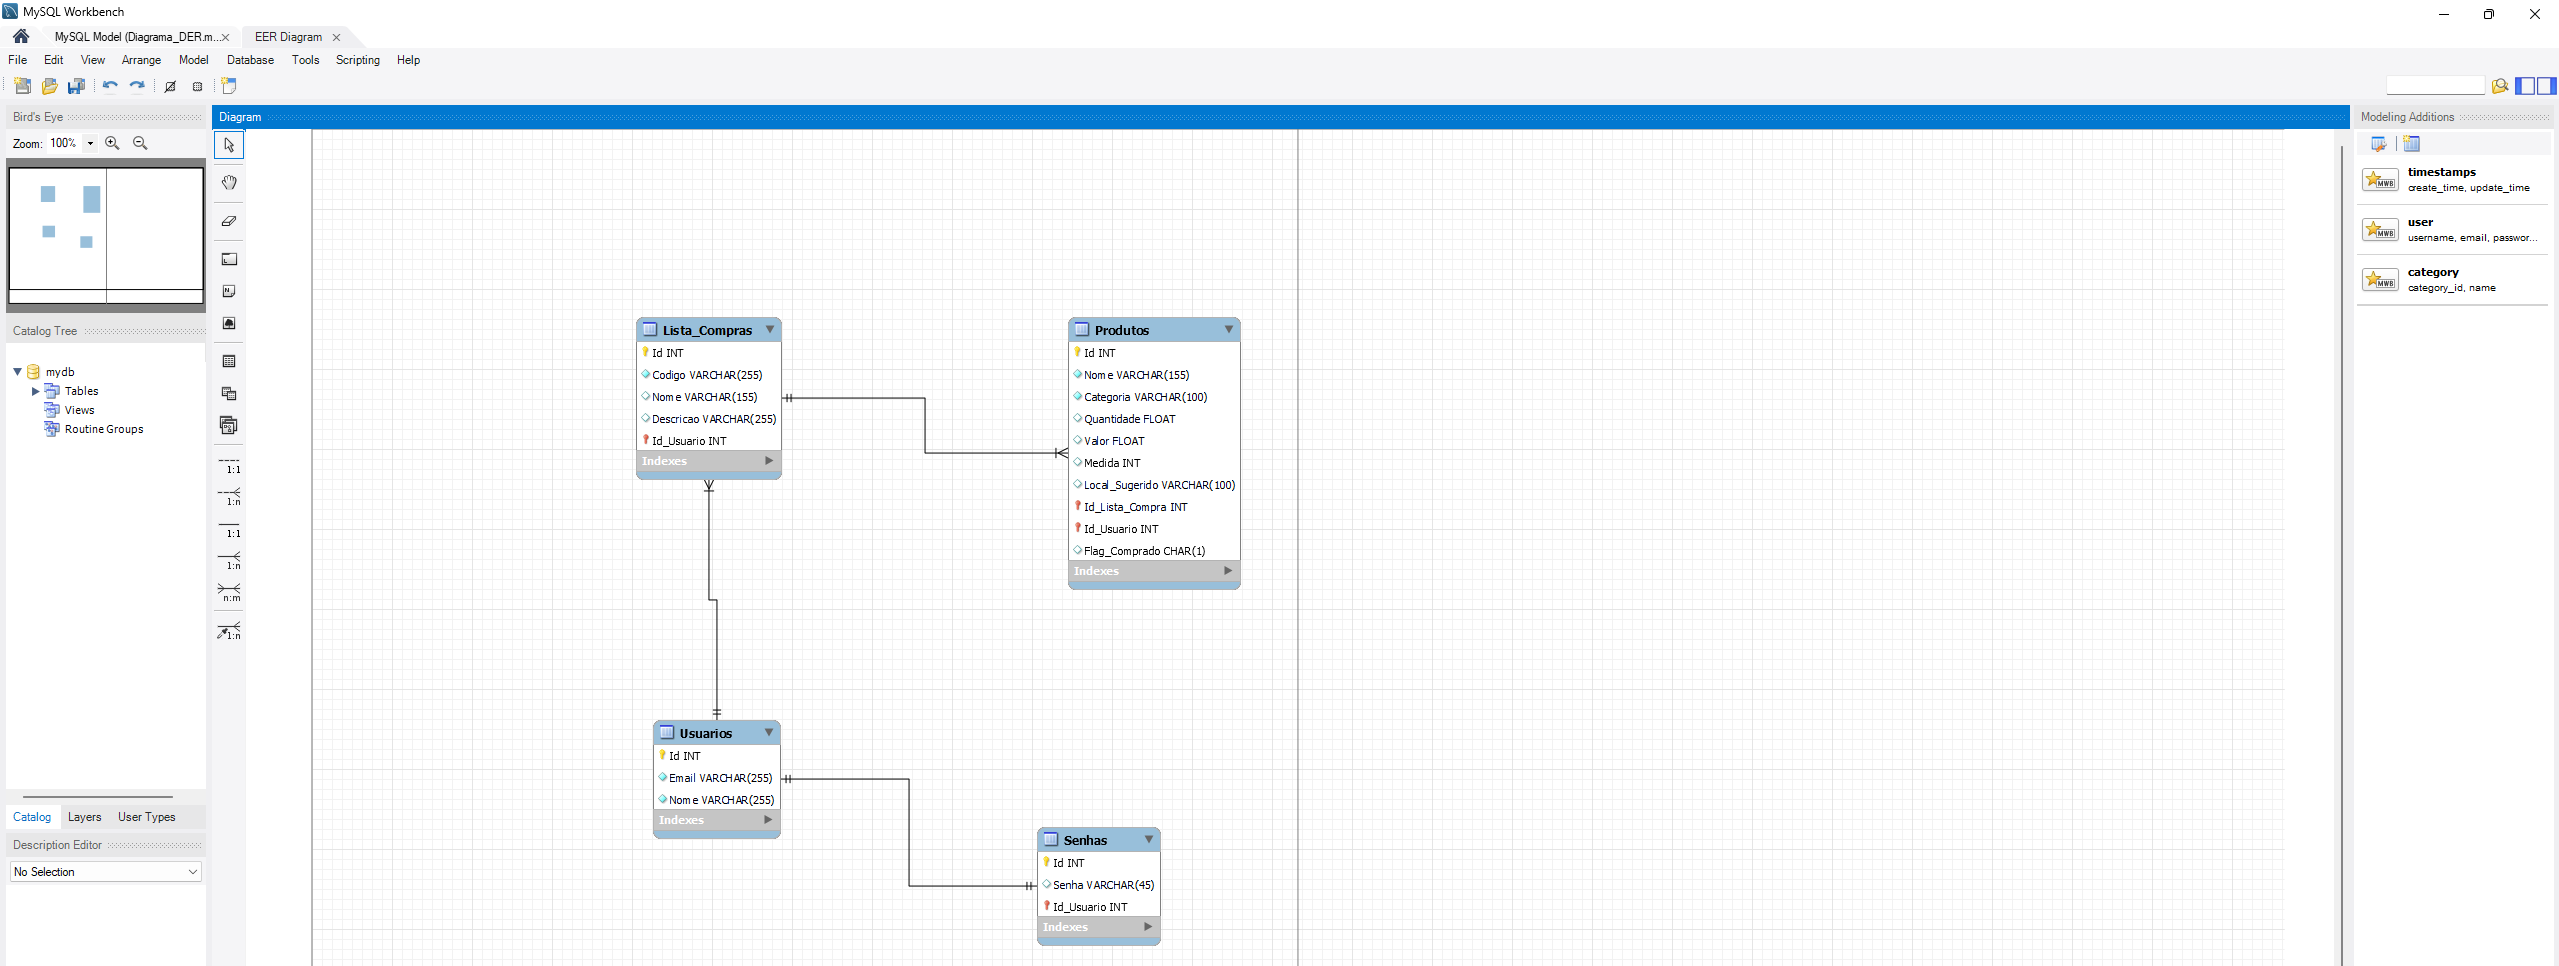 MySQL Workbench
MySQL Model (Diagrama_DER.m...
EER Diagram
File Edit View Arrange Model Database Tools Scripting Help
Bird's Eye
Zoom: 100%
Catalog Tree
mydb
Tables
Views
Routine Groups
Catalog Layers User Types
Description Editor
No Selection
Diagram
1:1
1:n
1:1
1:n
n:m
1:n
Lista_Compras
Id INT
Codigo VARCHAR(255)
Nome VARCHAR(155)
Descricao VARCHAR(255)
Id_Usuario INT
Indexes
Produtos
Id INT
Nome VARCHAR(155)
Categoria VARCHAR(100)
Quantidade FLOAT
Valor FLOAT
Medida INT
Local_Sugerido VARCHAR(100)
Id_Lista_Compra INT
Id_Usuario INT
Flag_Comprado CHAR(1)
Indexes
Usuarios
Id INT
Email VARCHAR(255)
Nome VARCHAR(255)
Indexes
Senhas
Id INT
Senha VARCHAR(45)
Id_Usuario INT
Indexes
Modeling Additions
MWB
timestamps
create_time, update_time
MWB
user
username, email, passwor...
MWB
category
category_id, name